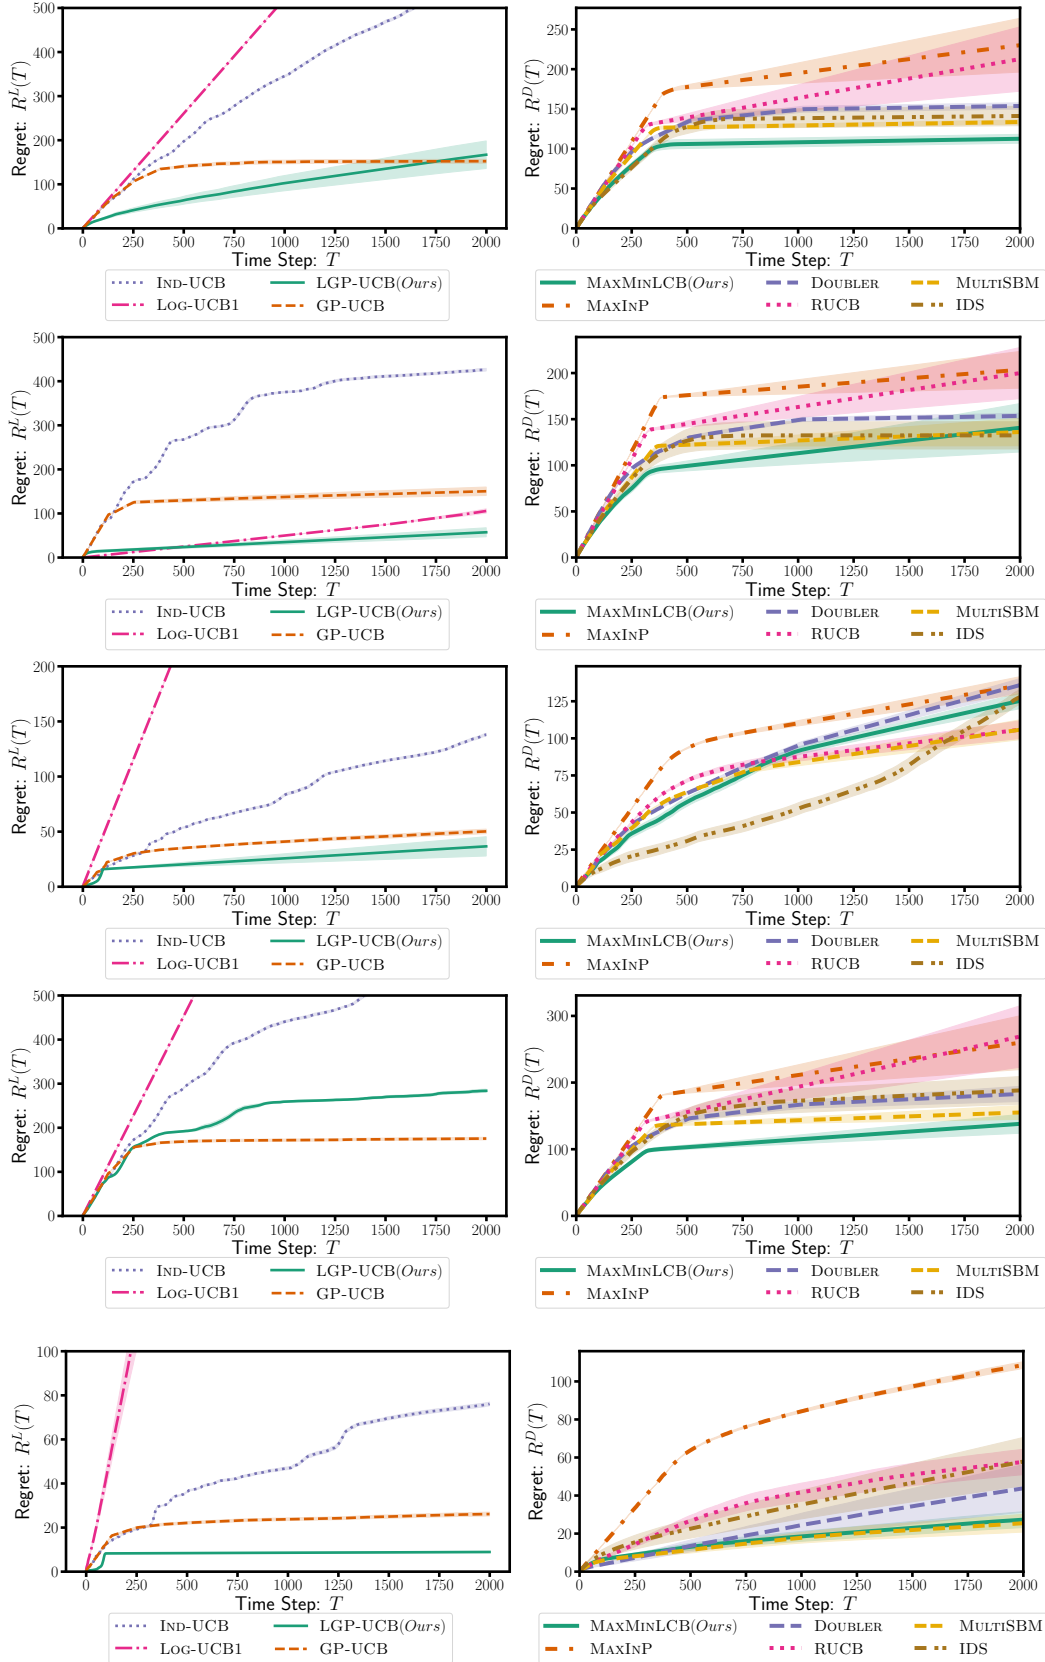 500
400
300
200
100
0
Regret: R^L(T)
0 250 500 750 1000 1250 1500 1750 2000
Time Step: T
IND-UCB LGP-UCB(Ours)
LOG-UCB1 GP-UCB
250
200
150
100
50
0
Regret: R^D(T)
0 250 500 750 1000 1250 1500 1750 2000
Time Step: T
MAXMINLCB(Ours) DOUBLER MULTISBM
MAXINP RUCB IDS
500
400
300
200
100
0
Regret: R^L(T)
0 250 500 750 1000 1250 1500 1750 2000
Time Step: T
IND-UCB LGP-UCB(Ours)
LOG-UCB1 GP-UCB
200
150
100
50
0
Regret: R^D(T)
0 250 500 750 1000 1250 1500 1750 2000
Time Step: T
MAXMINLCB(Ours) DOUBLER MULTISBM
MAXINP RUCB IDS
200
150
100
50
0
Regret: R^L(T)
0 250 500 750 1000 1250 1500 1750 2000
Time Step: T
IND-UCB LGP-UCB(Ours)
LOG-UCB1 GP-UCB
125
100
75
50
25
0
Regret: R^D(T)
0 250 500 750 1000 1250 1500 1750 2000
Time Step: T
MAXMINLCB(Ours) DOUBLER MULTISBM
MAXINP RUCB IDS
500
400
300
200
100
0
Regret: R^L(T)
0 250 500 750 1000 1250 1500 1750 2000
Time Step: T
IND-UCB LGP-UCB(Ours)
LOG-UCB1 GP-UCB
300
200
100
0
Regret: R^D(T)
0 250 500 750 1000 1250 1500 1750 2000
Time Step: T
MAXMINLCB(Ours) DOUBLER MULTISBM
MAXINP RUCB IDS
100
80
60
40
20
0
Regret: R^L(T)
0 250 500 750 1000 1250 1500 1750 2000
Time Step: T
IND-UCB LGP-UCB(Ours)
LOG-UCB1 GP-UCB
100
80
60
40
20
0
Regret: R^D(T)
0 250 500 750 1000 1250 1500 1750 2000
Time Step: T
MAXMINLCB(Ours) DOUBLER MULTISBM
MAXINP RUCB IDS